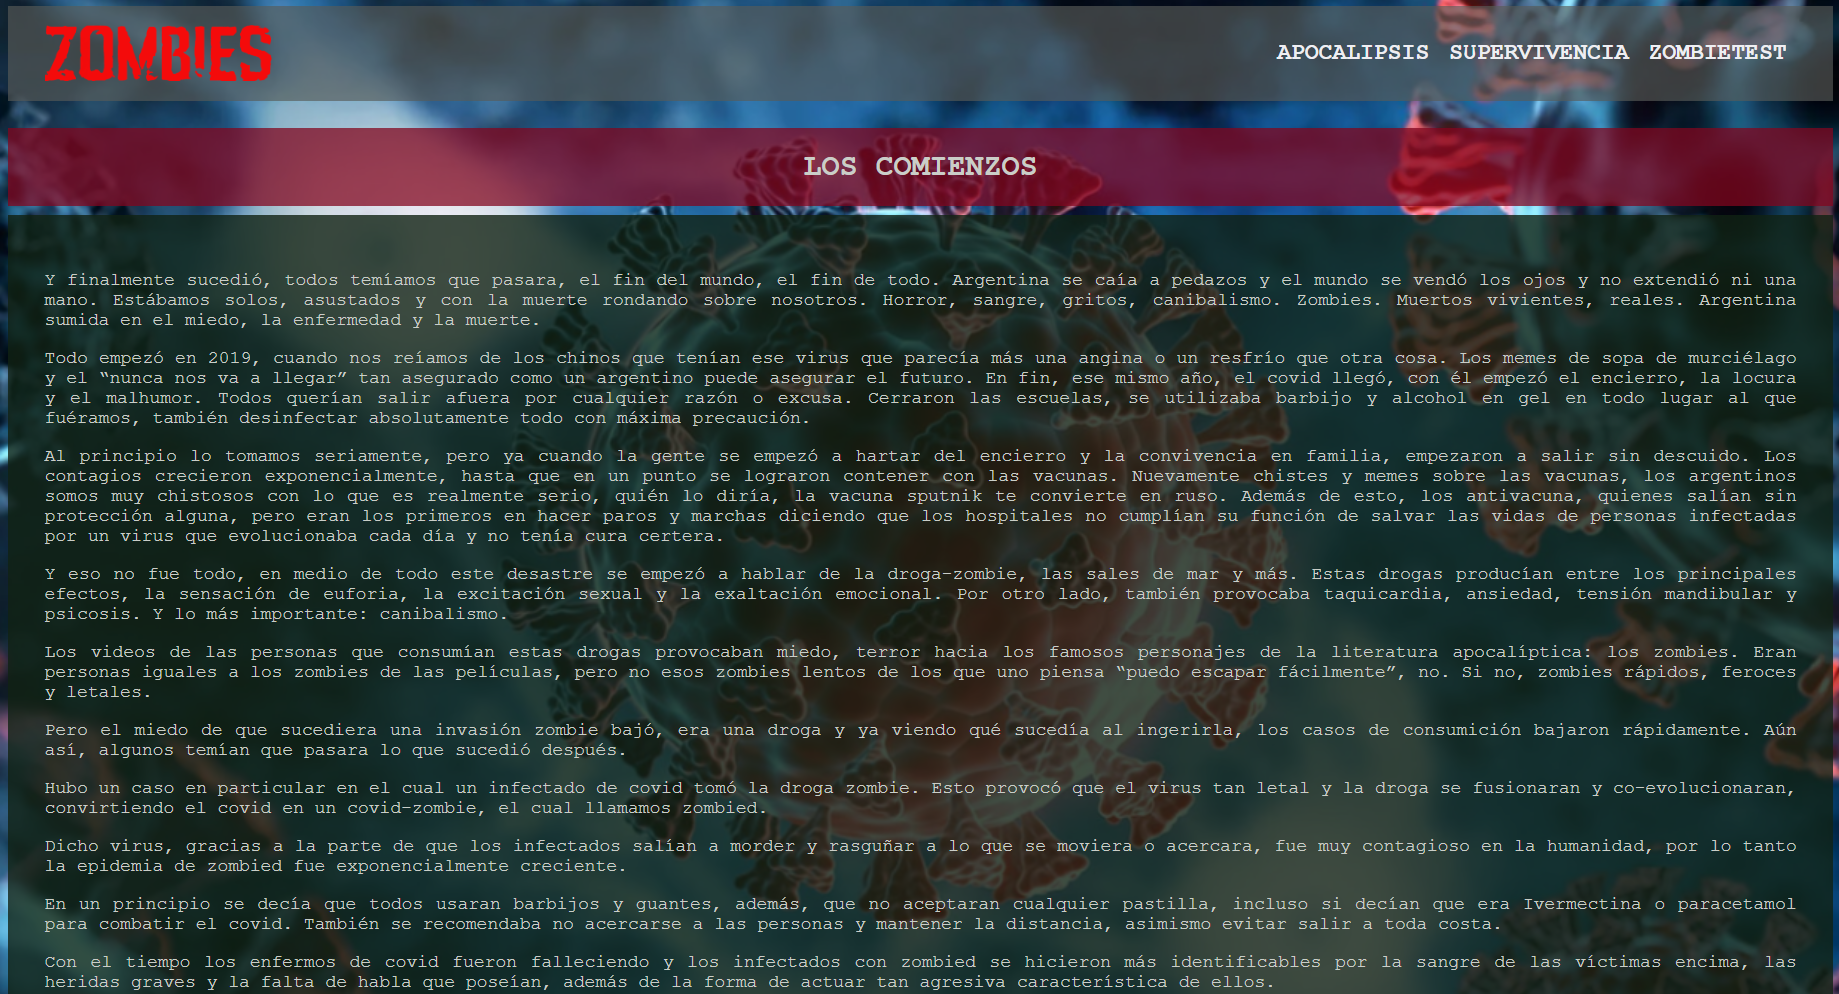 ZOMBIES
APOCALIPSIS SUPERVIVENCIA ZOMBIETEST
LOS COMIENZOS
Y finalmente sucedió, todos temíamos que pasara, el fin del mundo, el fin de todo. Argentina se caía a pedazos y el mundo se vendó los ojos y no extendió ni una
mano. Estábamos solos, asustados y con la muerte rondando sobre nosotros. Horror, sangre, gritos, canibalismo. Zombies. Muertos vivientes, reales. Argentina
sumida en el miedo, la enfermedad y la muerte.
Todo empezó en 2019, cuando nos reíamos de los chinos que tenían ese virus que parecía más una angina o un resfrío que otra cosa. Los memes de sopa de murciélago
y el “nunca nos va a llegar” tan asegurado como un argentino puede asegurar el futuro. En fin, ese mismo año, el covid llegó, con él empezó el encierro, la locura
y el malhumor. Todos querían salir afuera por cualquier razón o excusa. Cerraron las escuelas, se utilizaba barbijo y alcohol en gel en todo lugar al que
fuéramos, también desinfectar absolutamente todo con máxima precaución.
Al principio lo tomamos seriamente, pero ya cuando la gente se empezó a hartar del encierro y la convivencia en familia, empezaron a salir sin descuido. Los
contagios crecieron exponencialmente, hasta que en un punto se lograron contener con las vacunas. Nuevamente chistes y memes sobre las vacunas, los argentinos
somos muy chistosos con lo que es realmente serio, quién lo diría, la vacuna sputnik te convierte en ruso. Además de esto, los antivacuna, quienes salían sin
protección alguna, pero eran los primeros en hacer paros y marchas diciendo que los hospitales no cumplían su función de salvar las vidas de personas infectadas
por un virus que evolucionaba cada día y no tenía cura certera.
Y eso no fue todo, en medio de todo este desastre se empezó a hablar de la droga-zombie, las sales de mar y más. Estas drogas producían entre los principales
efectos, la sensación de euforia, la excitación sexual y la exaltación emocional. Por otro lado, también provocaba taquicardia, ansiedad, tensión mandibular y
psicosis. Y lo más importante: canibalismo.
Los videos de las personas que consumían estas drogas provocaban miedo, terror hacia los famosos personajes de la literatura apocalíptica: los zombies. Eran
personas iguales a los zombies de las películas, pero no esos zombies lentos de los que uno piensa “puedo escapar fácilmente”, no. Si no, zombies rápidos, feroces
y letales.
Pero el miedo de que sucediera una invasión zombie bajó, era una droga y ya viendo qué sucedía al ingerirla, los casos de consumición bajaron rápidamente. Aún
así, algunos temían que pasara lo que sucedió después.
Hubo un caso en particular en el cual un infectado de covid tomó la droga zombie. Esto provocó que el virus tan letal y la droga se fusionaran y co-evolucionaran,
convirtiendo el covid en un covid-zombie, el cual llamamos zombied.
Dicho virus, gracias a la parte de que los infectados salían a morder y rasguñar a lo que se moviera o acercara, fue muy contagioso en la humanidad, por lo tanto
la epidemia de zombied fue exponencialmente creciente.
En un principio se decía que todos usaran barbijos y guantes, además, que no aceptaran cualquier pastilla, incluso si decían que era Ivermectina o paracetamol
para combatir el covid. También se recomendaba no acercarse a las personas y mantener la distancia, asimismo evitar salir a toda costa.
Con el tiempo los enfermos de covid fueron falleciendo y los infectados con zombied se hicieron más identificables por la sangre de las víctimas encima, las
heridas graves y la falta de habla que poseían, además de la forma de actuar tan agresiva característica de ellos.